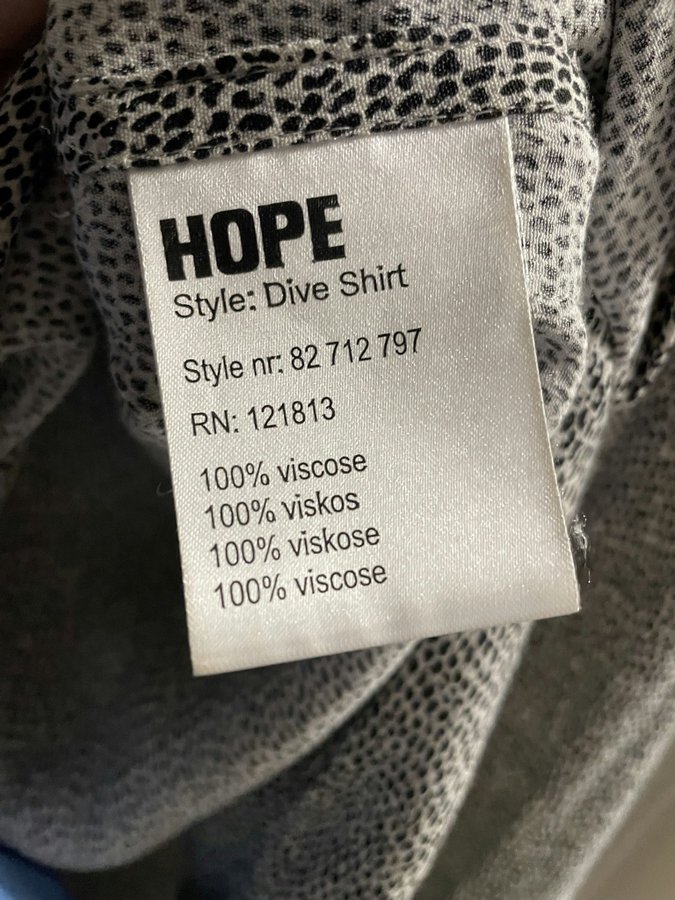 HOPE
Style: Dive Shirt
Style nr: 82 712 797
RN: 121813
100% viscose
100% viskos
100% viskose
100% viscose